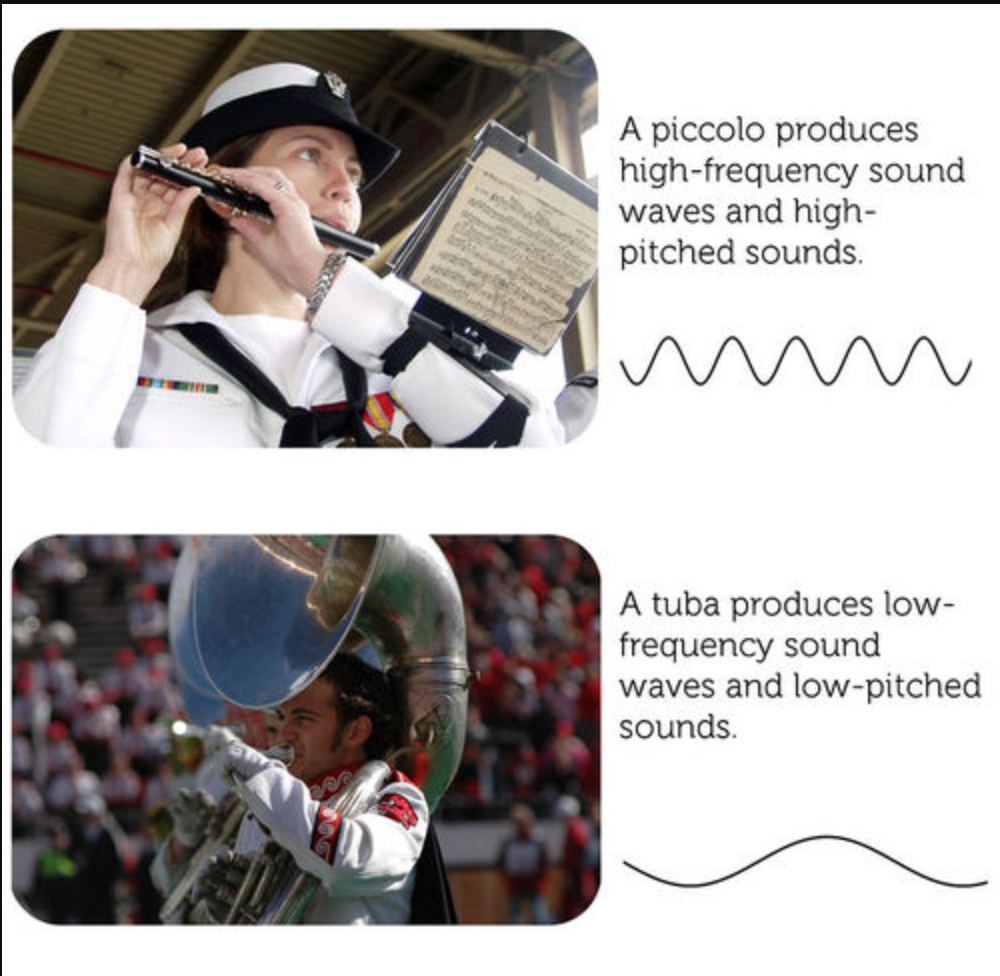 A piccolo produces
high-frequency sound
waves and high-
pitched sounds.
A tuba produces low-
frequency sound
waves and low-pitched
sounds.